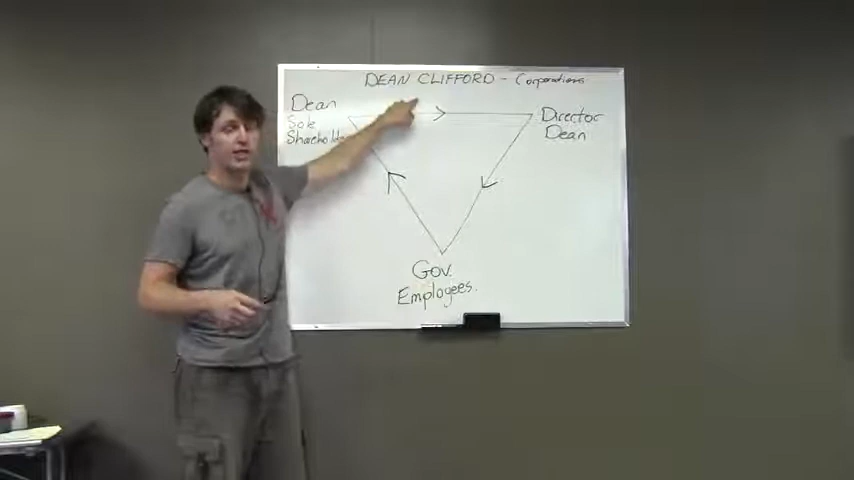 DEAN CLIFFORD - Corporations
Dean
Sole
Shareholder
Director
Dean
Gov.
Employees.